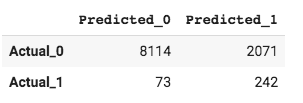 Predicted_0 Predicted_1
Actual_0 8114 2071
Actual_1 73 242